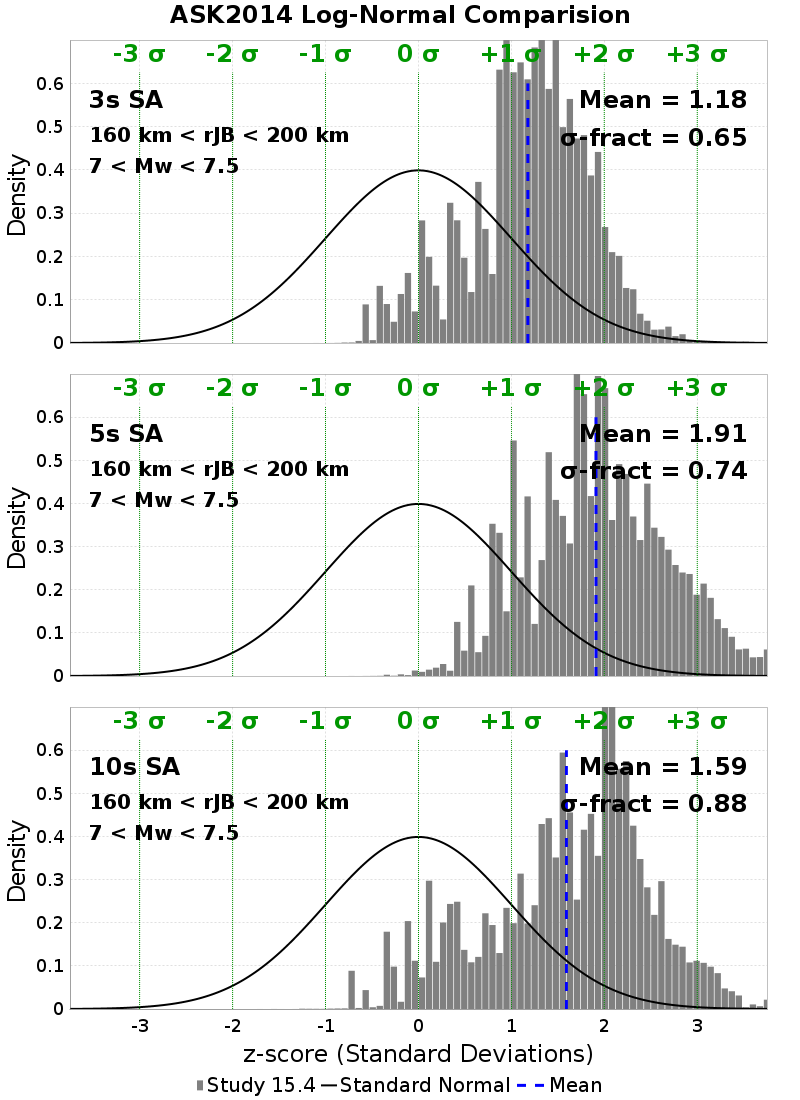 ASK2014 Log-Normal Comparision
-3 σ -2 σ -1 σ 0 σ +1 σ +2 σ +3 σ
3s SA
160 km < rJB < 200 km
7 < Mw < 7.5
Mean = 1.18
σ-fract = 0.65
Density
0.6
0.5
0.4
0.3
0.2
0.1
0
-3 σ -2 σ -1 σ 0 σ +1 σ +2 σ +3 σ
5s SA
160 km < rJB < 200 km
7 < Mw < 7.5
Mean = 1.91
σ-fract = 0.74
Density
0.6
0.5
0.4
0.3
0.2
0.1
0
-3 σ -2 σ -1 σ 0 σ +1 σ +2 σ +3 σ
10s SA
160 km < rJB < 200 km
7 < Mw < 7.5
Mean = 1.59
σ-fract = 0.88
Density
0.6
0.5
0.4
0.3
0.2
0.1
0
-3 -2 -1 0 1 2 3
z-score (Standard Deviations)
Study 15.4 Standard Normal Mean